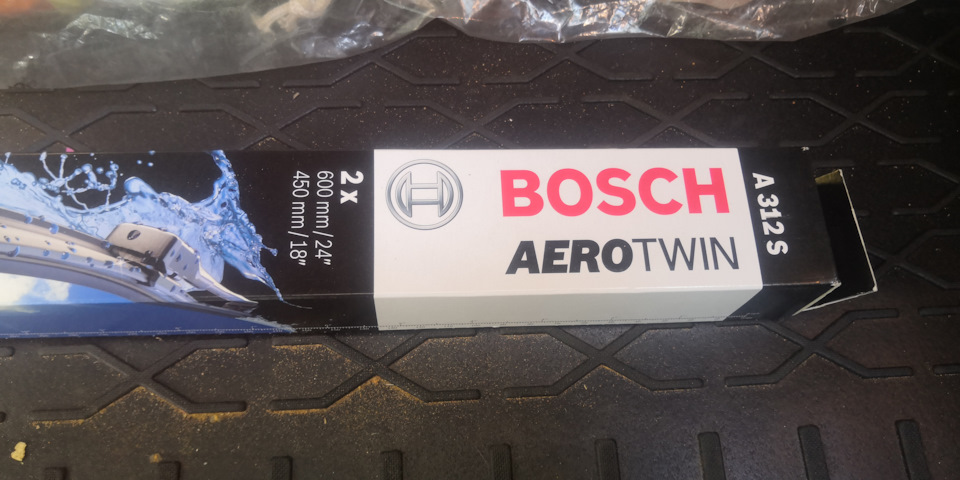 2 x
600 mm/24"
450 mm/18"
BOSCH
AEROTWIN
A 312 S